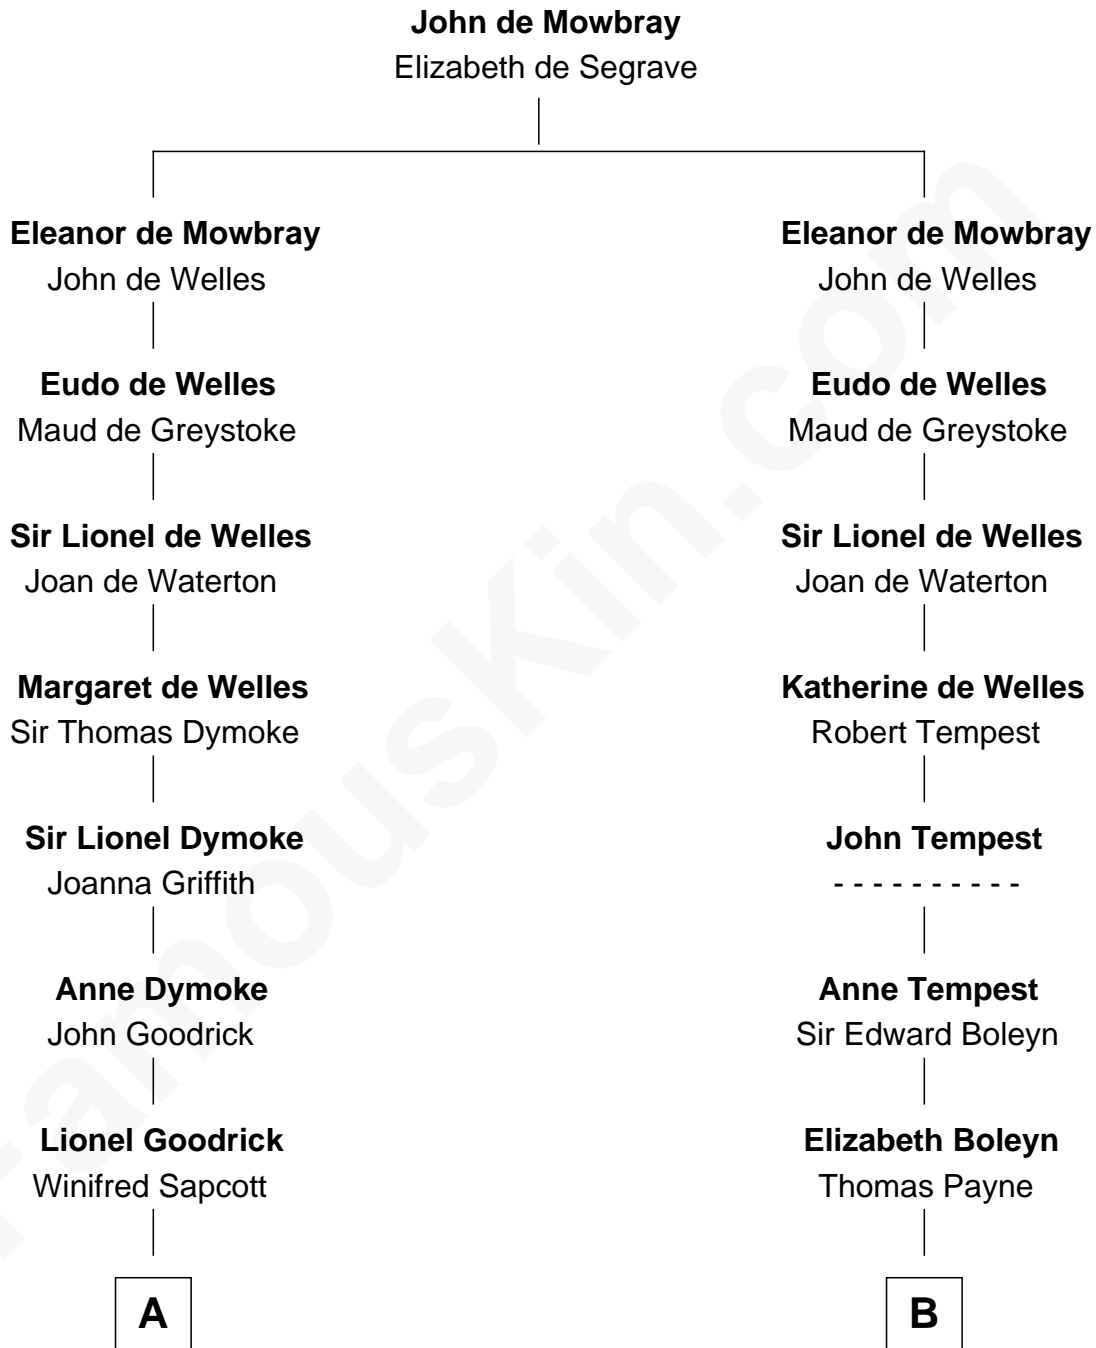 John de Mowbray
Elizabeth de Segrave
Eleanor de Mowbray
John de Welles
Eudo de Welles
Maud de Greystoke
Sir Lionel de Welles
Joan de Waterton
Margaret de Welles
Sir Thomas Dymoke
Sir Lionel Dymoke
Joanna Griffith
Anne Dymoke
John Goodrick
Lionel Goodrick
Winifred Sapcott
A
Eleanor de Mowbray
John de Welles
Eudo de Welles
Maud de Greystoke
Sir Lionel de Welles
Joan de Waterton
Katherine de Welles
Robert Tempest
John Tempest
- - - - - - - - - -
Anne Tempest
Sir Edward Boleyn
Elizabeth Boleyn
Thomas Payne
B
FamousKin.com